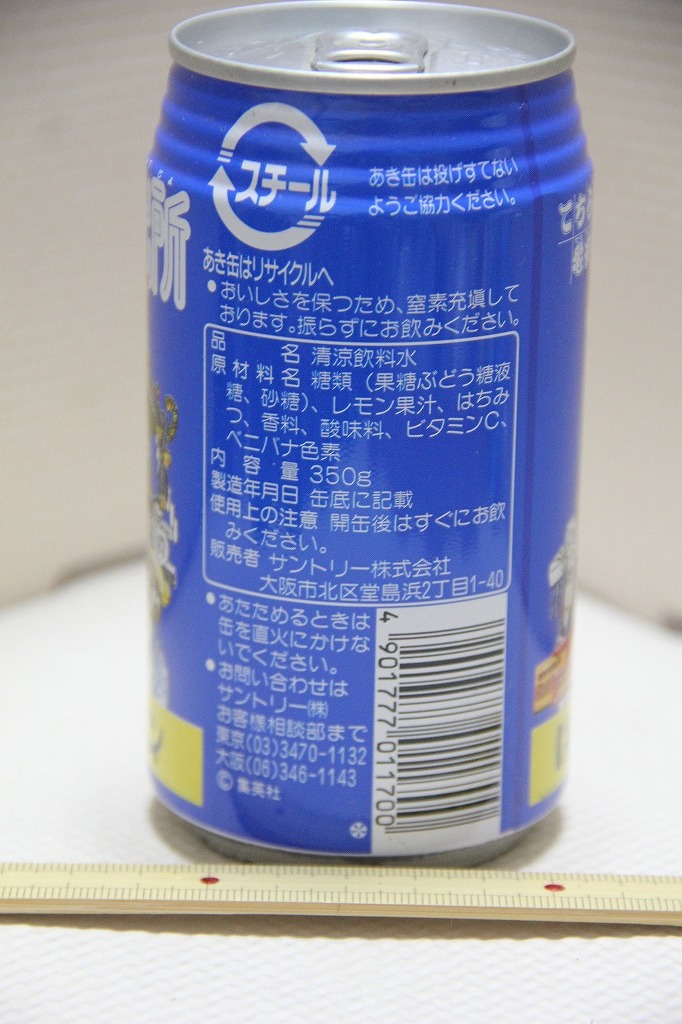 スチール
あき缶は投げすてない
ようご協力ください。
あき缶はリサイクルへ
●おいしさを保つため、窒素充塡して
おります。振らずにお飲みください。
品名 清涼飲料水
原材料名 糖類(果糖ぶどう糖液
糖、砂糖)、レモン果汁、はちみ
つ、香料、酸味料、ビタミンC、
ベニバナ色素
内容量 350g
製造年月日 缶底に記載
使用上の注意 開缶後はすぐにお飲
みください。
販売者 サントリー株式会社
大阪市北区堂島浜2丁目1-40
●あたためるときは
缶を直火にかけな
いでください。
●お問い合わせは
サントリー㈱
お客様相談部まで
東京(03)3470-1132
大阪(06)346-1143
©集英社
4 901777 011700
所
こち